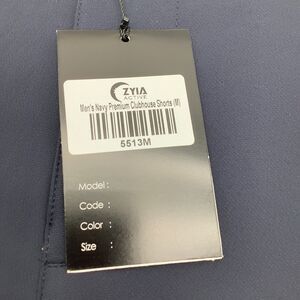 ZYIA
ACTIVE
Men's Navy Premium Clubhouse Shorts (M)
5513M
Model :
Code :
Color :
Size :